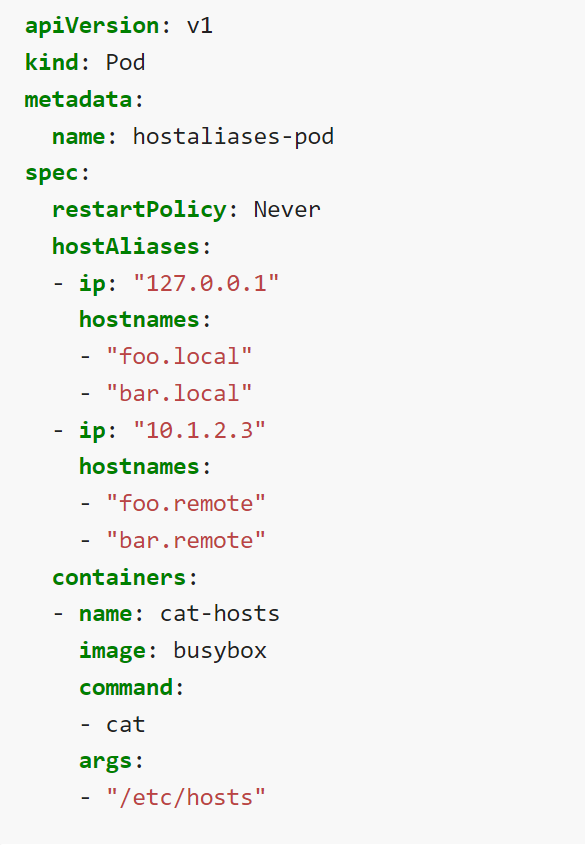 apiVersion: v1
kind: Pod
metadata:
  name: hostaliases-pod
spec:
  restartPolicy: Never
  hostAliases:
  - ip: "127.0.0.1"
    hostnames:
    - "foo.local"
    - "bar.local"
  - ip: "10.1.2.3"
    hostnames:
    - "foo.remote"
    - "bar.remote"
  containers:
  - name: cat-hosts
    image: busybox
    command:
    - cat
    args:
    - "/etc/hosts"